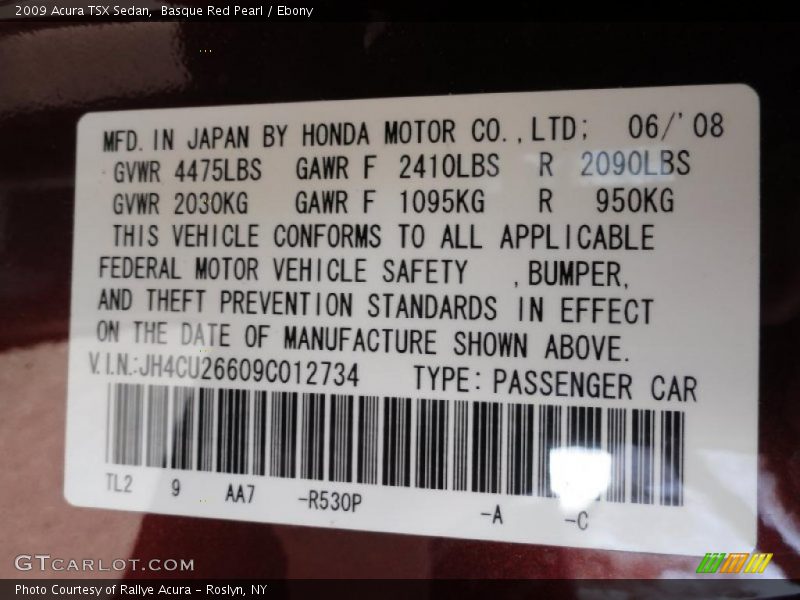 2009 Acura TSX Sedan, Basque Red Pearl / Ebony
MFD. IN JAPAN BY HONDA MOTOR CO.,LTD; 06/'08
GVWR 4475LBS GAWR F 2410LBS R 2090LBS
GVWR 2030KG GAWR F 1095KG R 950KG
THIS VEHICLE CONFORMS TO ALL APPLICABLE
FEDERAL MOTOR VEHICLE SAFETY ,BUMPER,
AND THEFT PREVENTION STANDARDS IN EFFECT
ON THE DATE OF MANUFACTURE SHOWN ABOVE.
V.I.N.:JH4CU26609C012734 TYPE: PASSENGER CAR
TL2 9 AA7 -R530P -A -C
GTCARLOT.COM
Photo Courtesy of Rallye Acura - Roslyn, NY